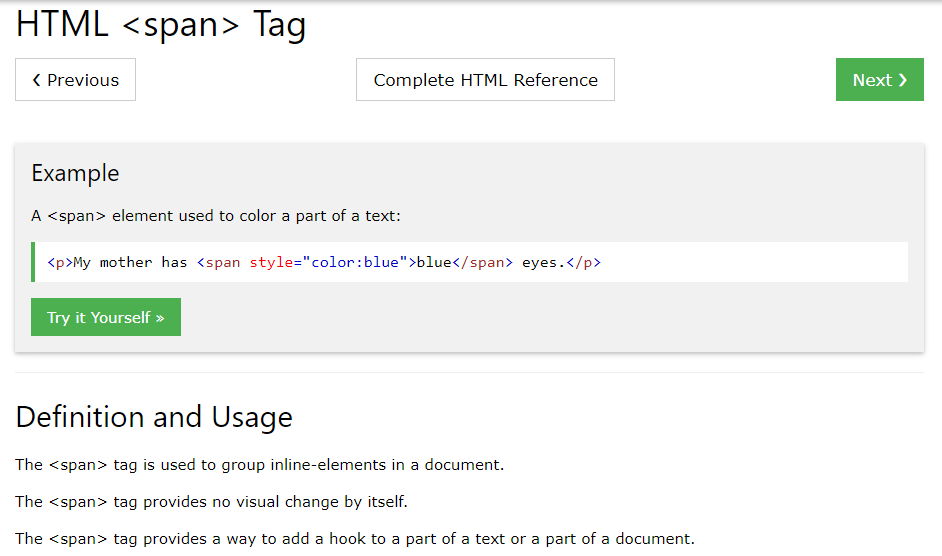 HTML <span> Tag
❮ Previous
Complete HTML Reference
Next ❯
Example
A <span> element used to color a part of a text:
<p>My mother has <span style="color:blue">blue</span> eyes.</p>
Try it Yourself »
Definition and Usage
The <span> tag is used to group inline-elements in a document.
The <span> tag provides no visual change by itself.
The <span> tag provides a way to add a hook to a part of a text or a part of a document.